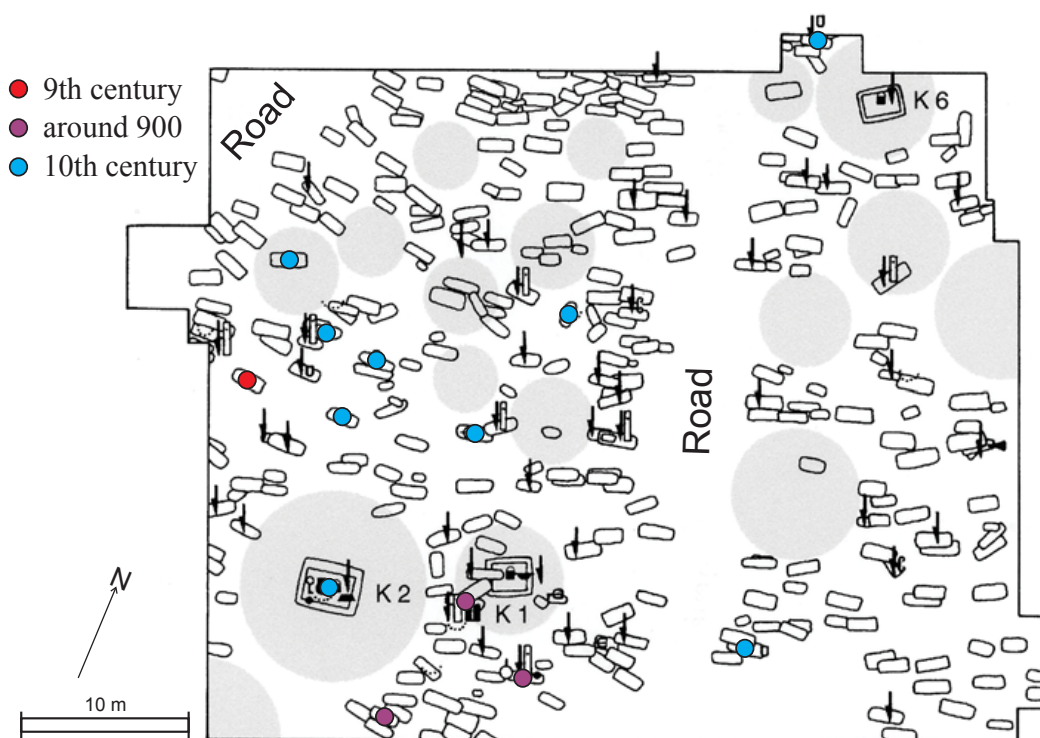 9th century
around 900
10th century
Road
K 6
Road
K 2
K 1
N
10 m